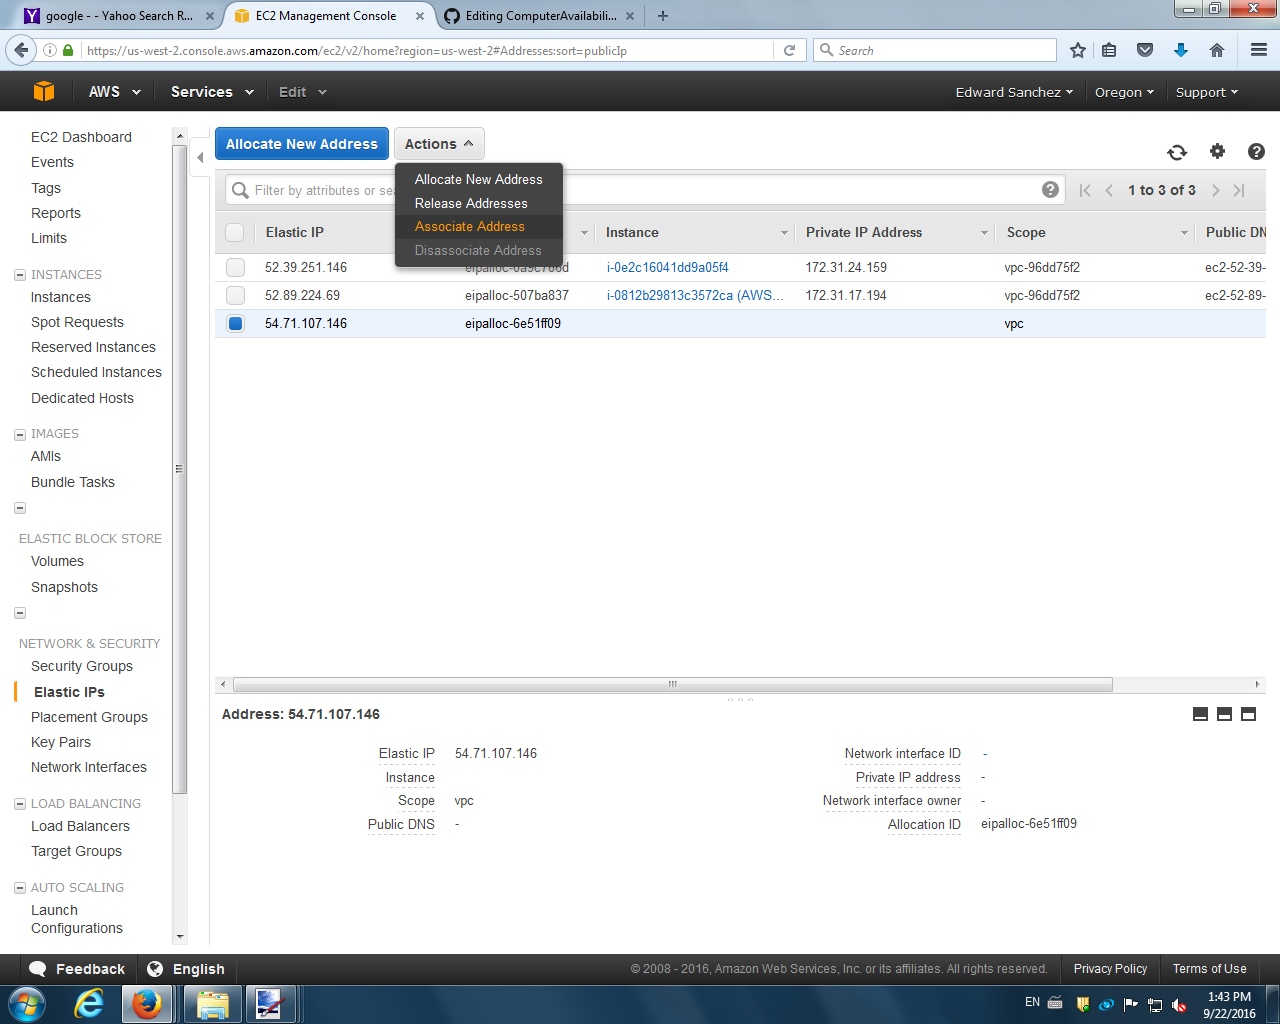 google - - Yahoo Search R...
EC2 Management Console
Editing ComputerAvailabili...
https://us-west-2.console.aws.amazon.com/ec2/v2/home?region=us-west-2#Addresses:sort=publicIp
Search
AWS
Services
Edit
Edward Sanchez
Oregon
Support
EC2 Dashboard
Events
Tags
Reports
Limits
INSTANCES
Instances
Spot Requests
Reserved Instances
Scheduled Instances
Dedicated Hosts
IMAGES
AMIs
Bundle Tasks
ELASTIC BLOCK STORE
Volumes
Snapshots
NETWORK & SECURITY
Security Groups
Elastic IPs
Placement Groups
Key Pairs
Network Interfaces
LOAD BALANCING
Load Balancers
Target Groups
AUTO SCALING
Launch
Configurations
Allocate New Address
Actions
Allocate New Address
Release Addresses
Associate Address
Disassociate Address
Filter by attributes or
1 to 3 of 3
Elastic IP
Instance
Private IP Address
Scope
Public DN
52.39.251.146
i-0e2c16041dd9a05f4
172.31.24.159
vpc-96dd75f2
ec2-52-39-
52.89.224.69
eipalloc-507ba837
i-0812b29813c3572ca (AWS...
172.31.17.194
vpc-96dd75f2
ec2-52-89-
54.71.107.146
eipalloc-6e51ff09
vpc
Address: 54.71.107.146
Elastic IP
54.71.107.146
Instance
Scope
vpc
Public DNS
-
Network interface ID
-
Private IP address
-
Network interface owner
-
Allocation ID
eipalloc-6e51ff09
Feedback
English
© 2008 - 2016, Amazon Web Services, Inc. or its affiliates. All rights reserved.
Privacy Policy
Terms of Use
EN
1:43 PM
9/22/2016